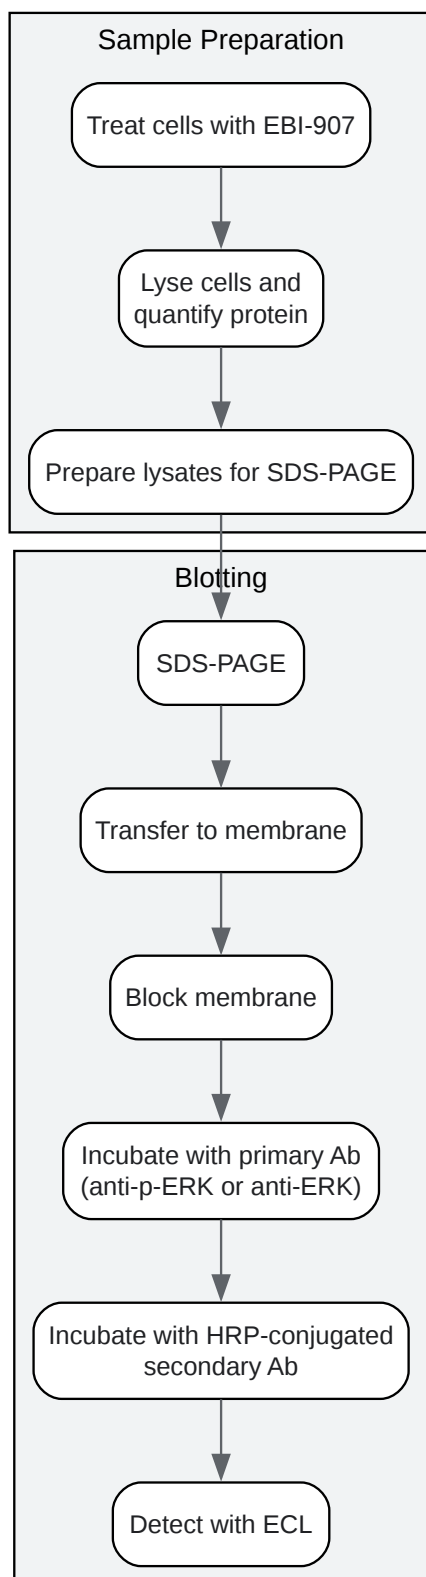 Sample Preparation
Treat cells with EBI-907
Lyse cells and
quantify protein
Prepare lysates for SDS-PAGE
Blotting
SDS-PAGE
Transfer to membrane
Block membrane
Incubate with primary Ab
(anti-p-ERK or anti-ERK)
Incubate with HRP-conjugated
secondary Ab
Detect with ECL